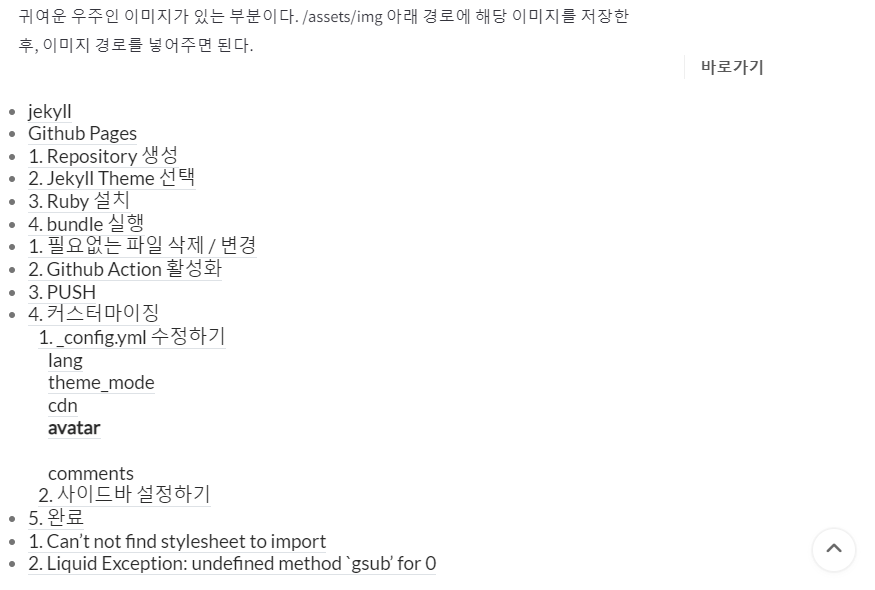 귀여운 우주인 이미지가 있는 부분이다. /assets/img 아래 경로에 해당 이미지를 저장한
후, 이미지 경로를 넣어주면 된다.
바로가기
jekyll
Github Pages
1. Repository 생성
2. Jekyll Theme 선택
3. Ruby 설치
4. bundle 실행
1. 필요없는 파일 삭제 / 변경
2. Github Action 활성화
3. PUSH
4. 커스터마이징
1. _config.yml 수정하기
lang
theme_mode
cdn
avatar
comments
2. 사이드바 설정하기
5. 완료
1. Can’t not find stylesheet to import
2. Liquid Exception: undefined method `gsub’ for 0